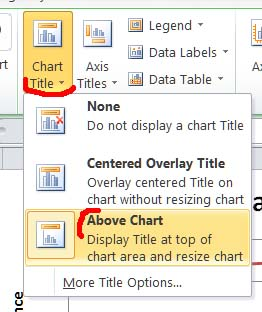 Chart
Title
Axis
Titles
Legend
Data Labels
Data Table
None
Do not display a chart Title
Centered Overlay Title
Overlay centered Title on
chart without resizing chart
Above Chart
Display Title at top of
chart area and resize chart
More Title Options...